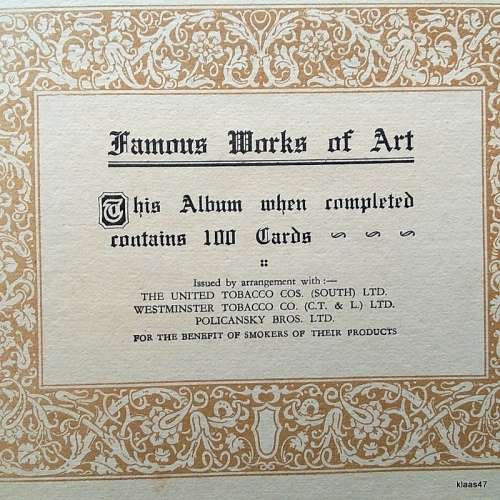 Famous Works of Art
This Album when completed
contains 100 Cards ~ ~ ~
::
Issued by arrangement with :—
THE UNITED TOBACCO COS. (SOUTH) LTD.
WESTMINSTER TOBACCO CO. (C.T. & L.) LTD.
POLICANSKY BROS. LTD.
FOR THE BENEFIT OF SMOKERS OF THEIR PRODUCTS
klaas47